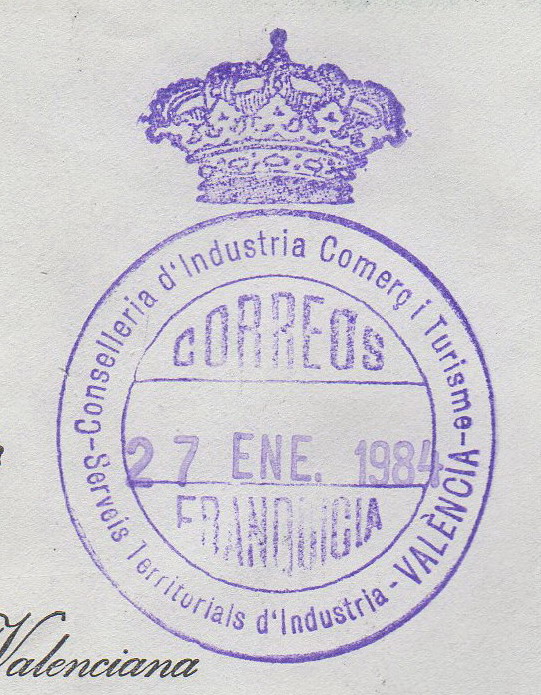 -Conselleria d'Industria Comerç i Turisme-
CORREOS
27 ENE. 1984
FRANQUICIA
Serveis Territorials d'Industria - VALÈNCIA
Valenciana